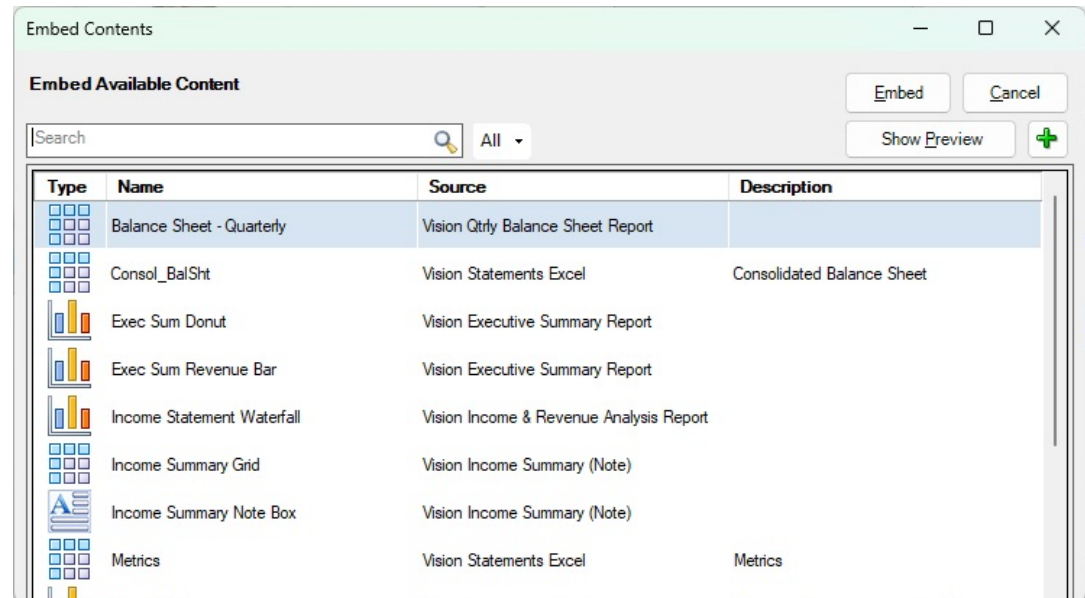 Embed Contents
Embed Available Content
Embed Cancel
Search All Show Preview
Type Name Source Description
Balance Sheet - Quarterly Vision Qtrly Balance Sheet Report
Consol_BalSht Vision Statements Excel Consolidated Balance Sheet
Exec Sum Donut Vision Executive Summary Report
Exec Sum Revenue Bar Vision Executive Summary Report
Income Statement Waterfall Vision Income & Revenue Analysis Report
Income Summary Grid Vision Income Summary (Note)
A Income Summary Note Box Vision Income Summary (Note)
Metrics Vision Statements Excel Metrics